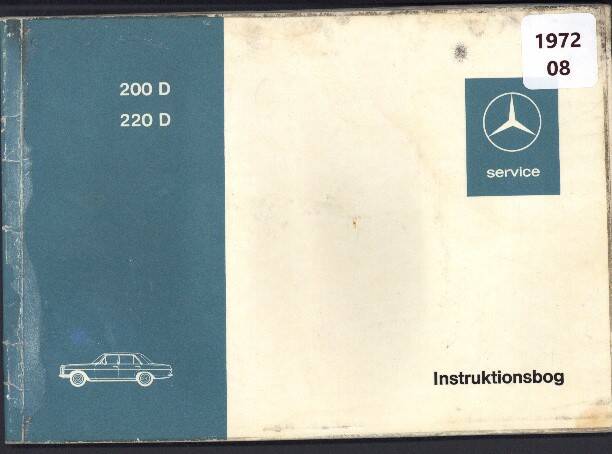 200 D
220 D
1972
08
service
Instruktionsbog